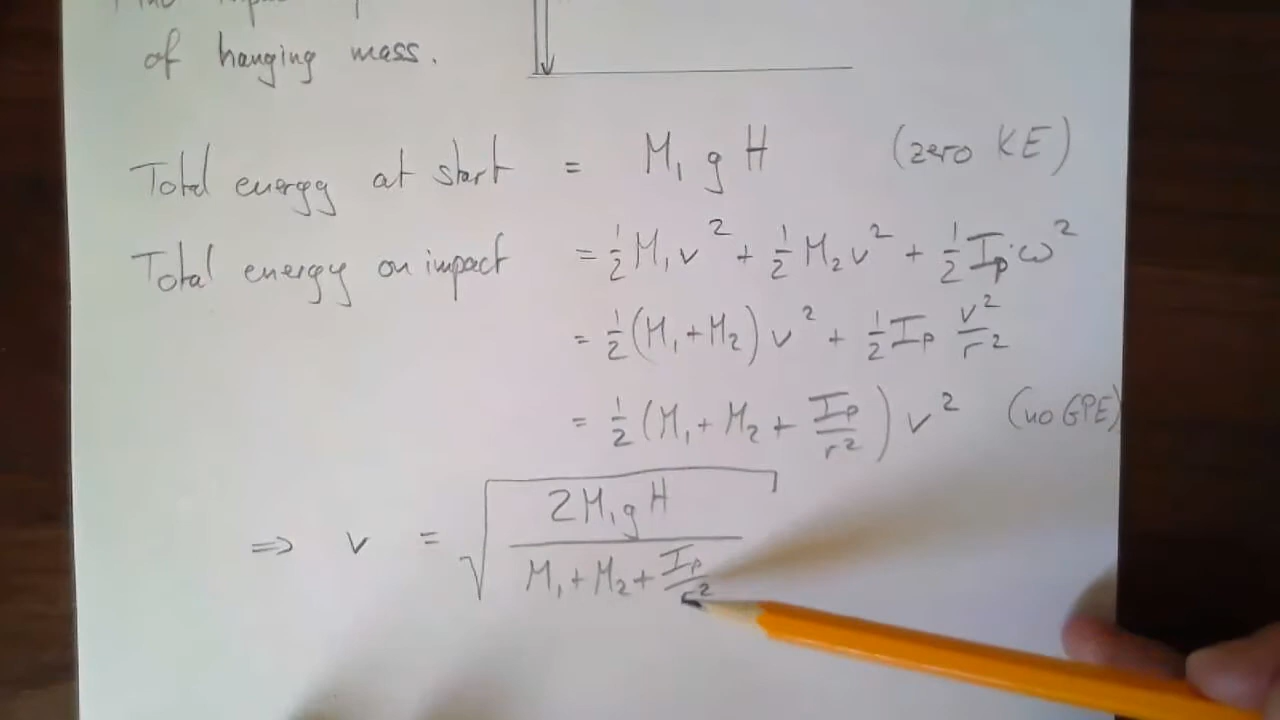 of hanging mass.
Total energy at start = M₁ g H (zero KE)
Total energy on impact = ½ M₁ v² + ½ M₂ v² + ½ Iₚ ω²
= ½ (M₁ + M₂) v² + ½ Iₚ v²/r²
= ½ (M₁ + M₂ + Iₚ/r²) v² (no GPE)
⇒ v = √(2M₁gH / (M₁ + M₂ + Iₚ/r²))